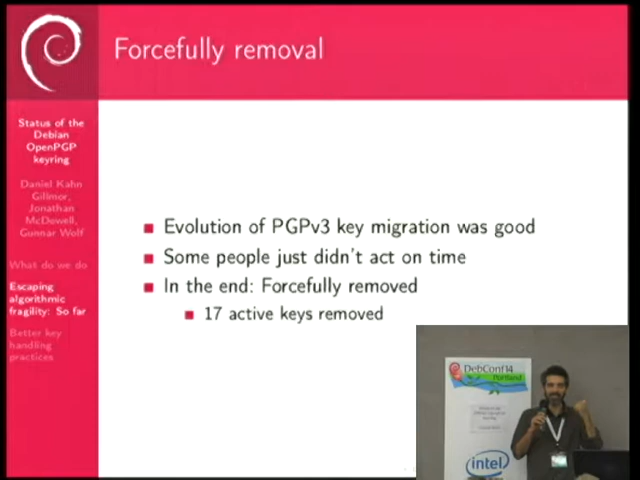 Forcefully removal
Status of the
Debian
OpenPGP
keyring
Daniel Kahn
Gillmor,
Jonathan
McDowell,
Gunnar Wolf
What do we do
Escaping
algorithmic
fragility: So far
Better key
handling
practices
Evolution of PGPv3 key migration was good
Some people just didn't act on time
In the end: Forcefully removed
17 active keys removed
DebConf14
Portland
intel